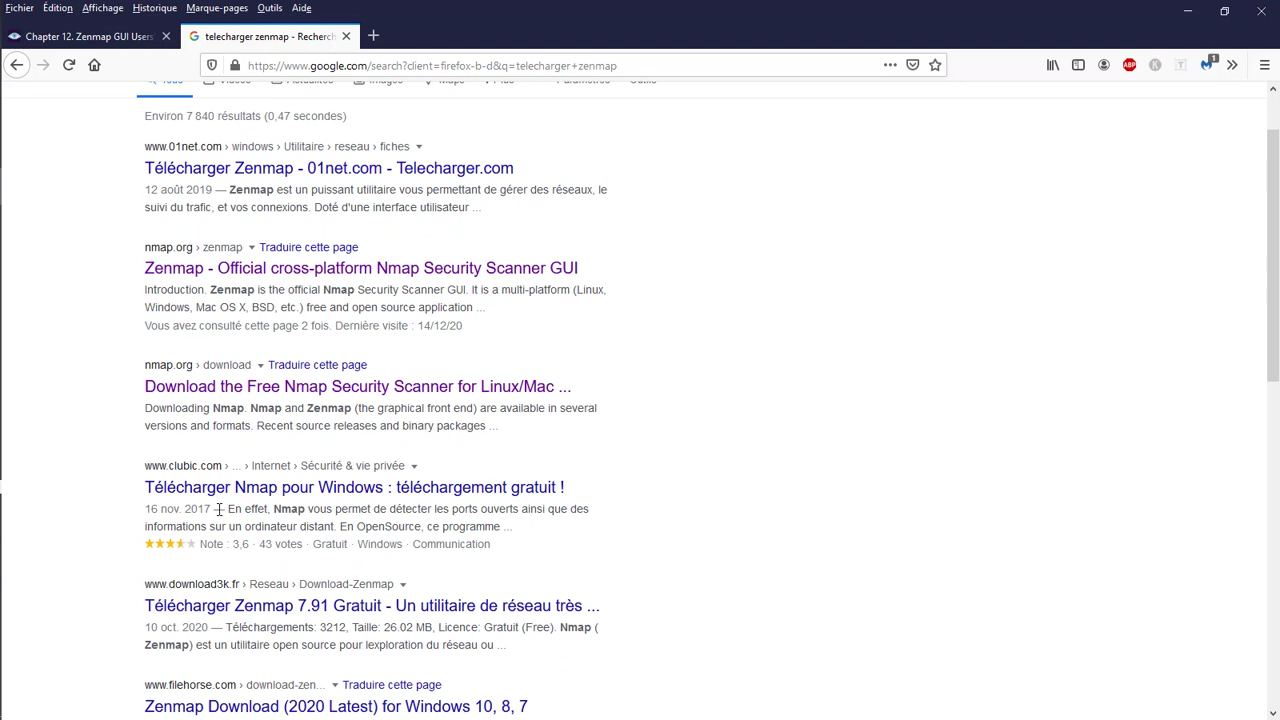 Fichier Édition Affichage Historique Marque-pages Outils Aide
Chapter 12. Zenmap GUI Users'
telecharger zenmap - Recherch
https://www.google.com/search?client=firefox-b-d&q=telecharger+zenmap
ABP K T 1
Environ 7 840 résultats (0,47 secondes)
www.01net.com › windows › Utilitaire › reseau › fiches
Télécharger Zenmap - 01net.com - Telecharger.com
12 août 2019 — Zenmap est un puissant utilitaire vous permettant de gérer des réseaux, le
suivi du trafic, et vos connexions. Doté d'une interface utilisateur ...
nmap.org › zenmap Traduire cette page
Zenmap - Official cross-platform Nmap Security Scanner GUI
Introduction. Zenmap is the official Nmap Security Scanner GUI. It is a multi-platform (Linux,
Windows, Mac OS X, BSD, etc.) free and open source application ...
Vous avez consulté cette page 2 fois. Dernière visite : 14/12/20
nmap.org › download Traduire cette page
Download the Free Nmap Security Scanner for Linux/Mac ...
Downloading Nmap. Nmap and Zenmap (the graphical front end) are available in several
versions and formats. Recent source releases and binary packages ...
www.clubic.com › ... › Internet › Sécurité & vie privée
Télécharger Nmap pour Windows : téléchargement gratuit !
16 nov. 2017 — En effet, Nmap vous permet de détecter les ports ouverts ainsi que des
informations sur un ordinateur distant. En OpenSource, ce programme ...
Note : 3,6 · 43 votes · Gratuit · Windows · Communication
www.download3k.fr › Reseau › Download-Zenmap
Télécharger Zenmap 7.91 Gratuit - Un utilitaire de réseau très ...
10 oct. 2020 — Téléchargements: 3212, Taille: 26.02 MB, Licence: Gratuit (Free). Nmap (
Zenmap) est un utilitaire open source pour lexploration du réseau ou ...
www.filehorse.com › download-zen... Traduire cette page
Zenmap Download (2020 Latest) for Windows 10, 8, 7